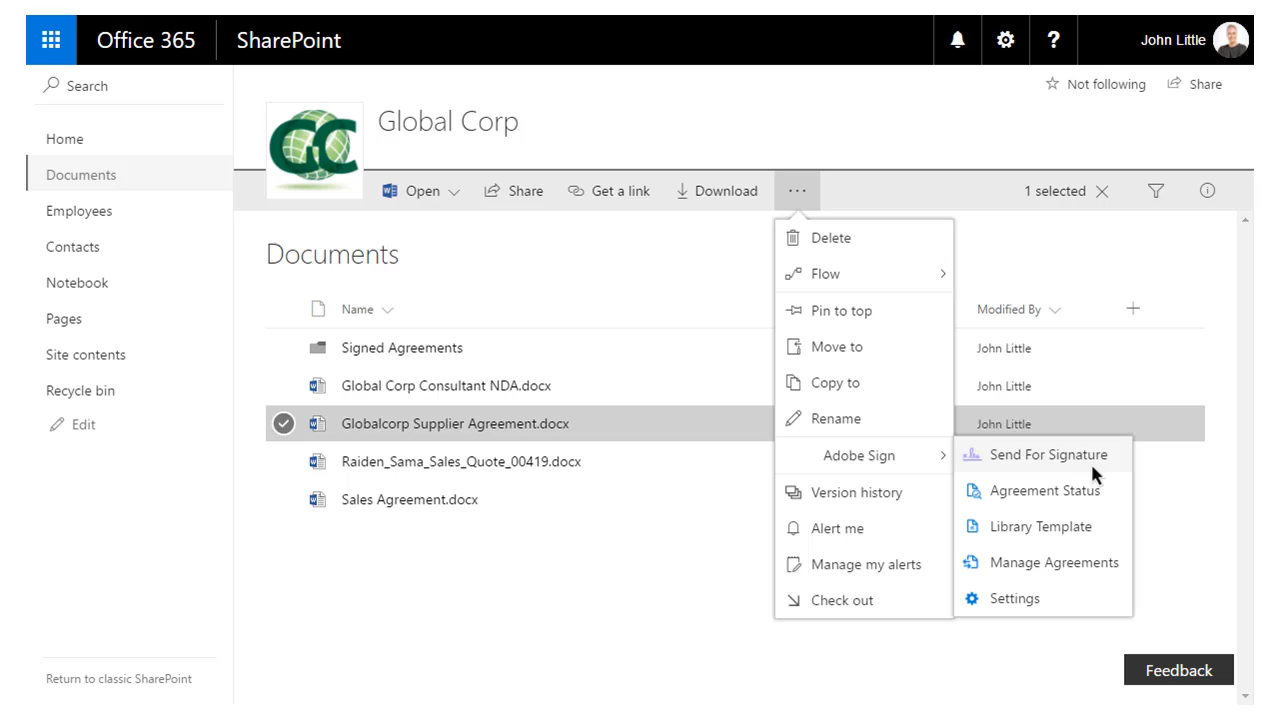 Office 365 SharePoint ? John Little
Search
Not following Share
GC Global Corp
Home
Documents
Employees
Contacts
Notebook
Pages
Site contents
Recycle bin
Edit
Return to classic SharePoint
Open Share Get a link Download ... 1 selected
Documents
Name Modified By
Signed Agreements John Little
Global Corp Consultant NDA.docx John Little
Globalcorp Supplier Agreement.docx John Little
Raiden_Sama_Sales_Quote_00419.docx
Sales Agreement.docx
Delete
Flow
Pin to top
Move to
Copy to
Rename
Adobe Sign
Version history
Alert me
Manage my alerts
Check out
Send For Signature
Agreement Status
Library Template
Manage Agreements
Settings
Feedback